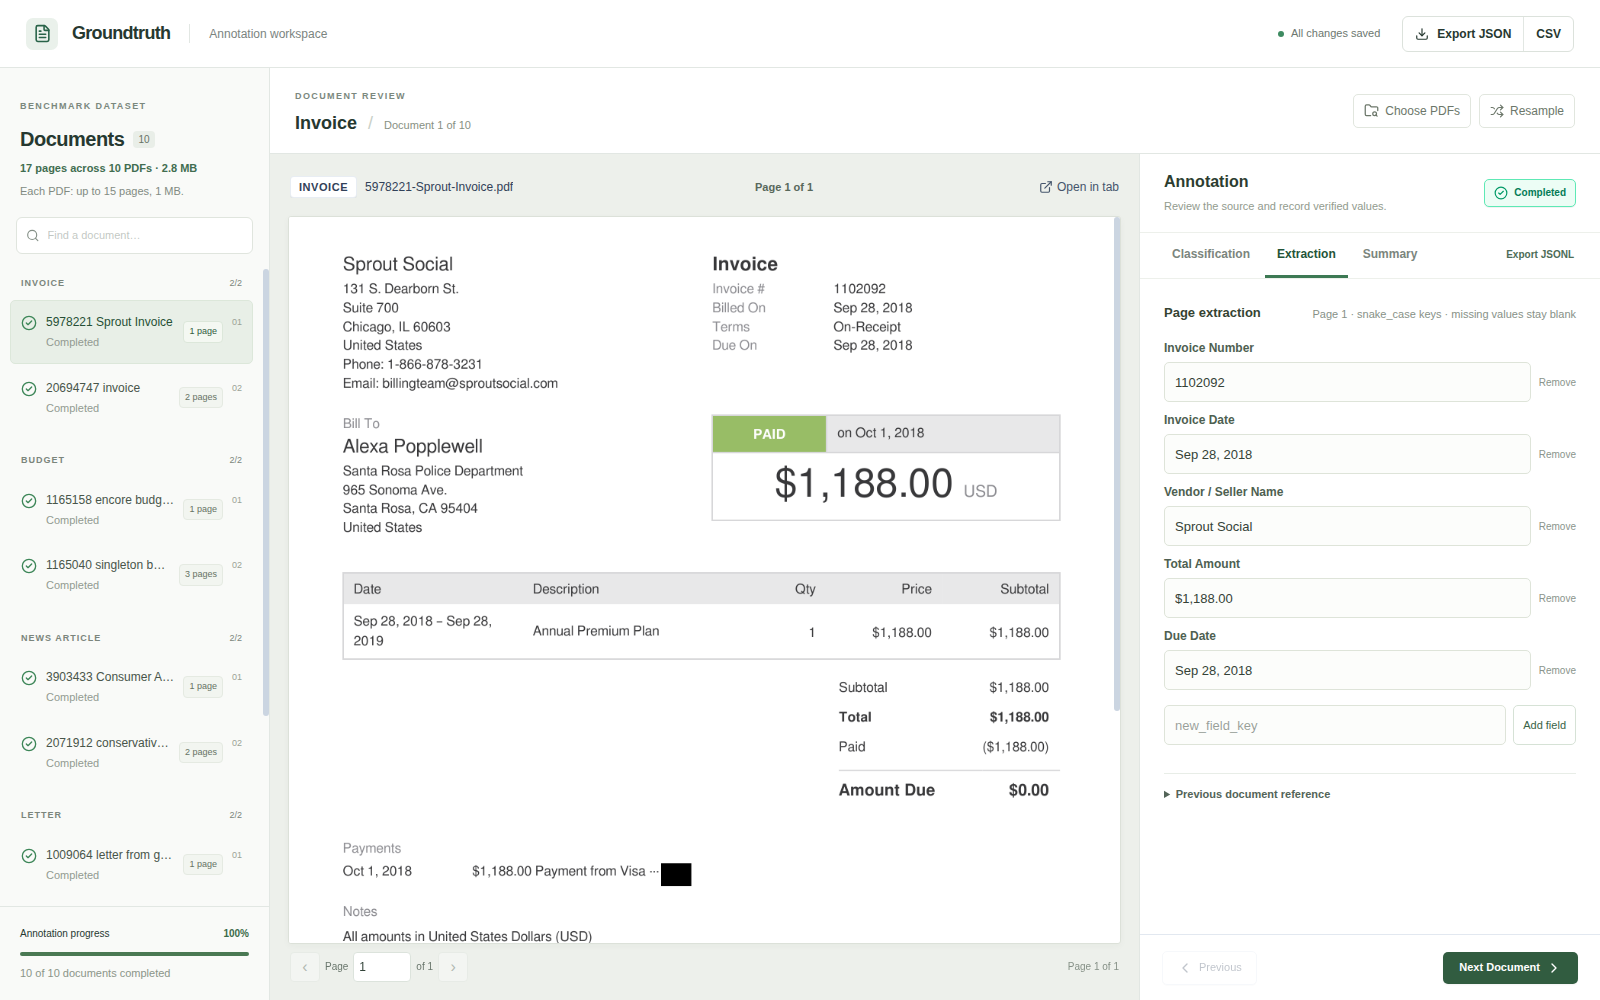 Groundtruth
Annotation workspace
All changes saved
Export JSON
CSV
BENCHMARK DATASET
Documents 10
17 pages across 10 PDFs · 2.8 MB
Each PDF: up to 15 pages, 1 MB.
Find a document...
INVOICE 2/2
5978221 Sprout Invoice 1 page 01
Completed
20694747 invoice 2 pages 02
Completed
BUDGET 2/2
1165158 encore budg... 1 page 01
Completed
1165040 singleton b... 3 pages 02
Completed
NEWS ARTICLE 2/2
3903433 Consumer A... 1 page 01
Completed
2071912 conservativ... 2 pages 02
Completed
LETTER 2/2
1009064 letter from g... 1 page 01
Completed
Annotation progress 100%
10 of 10 documents completed
DOCUMENT REVIEW
Invoice / Document 1 of 10
Choose PDFs
Resample
INVOICE 5978221-Sprout-Invoice.pdf
Page 1 of 1
Open in tab
Sprout Social
131 S. Dearborn St.
Suite 700
Chicago, IL 60603
United States
Phone: 1-866-878-3231
Email: billingteam@sproutsocial.com
Invoice
Invoice # 1102092
Billed On Sep 28, 2018
Terms On-Receipt
Due On Sep 28, 2018
Bill To
Alexa Popplewell
Santa Rosa Police Department
965 Sonoma Ave.
Santa Rosa, CA 95404
United States
PAID on Oct 1, 2018
$1,188.00 USD
Date Description Qty Price Subtotal
Sep 28, 2018 – Sep 28,
2019
Annual Premium Plan 1 $1,188.00 $1,188.00
Subtotal $1,188.00
Total $1,188.00
Paid ($1,188.00)
Amount Due $0.00
Payments
Oct 1, 2018 $1,188.00 Payment from Visa ···
Notes
All amounts in United States Dollars (USD)
Page 1 of 1
Page 1 of 1
Annotation
Review the source and record verified values.
Completed
Classification
Extraction
Summary
Export JSONL
Page extraction
Page 1 · snake_case keys · missing values stay blank
Invoice Number
1102092 Remove
Invoice Date
Sep 28, 2018 Remove
Vendor / Seller Name
Sprout Social Remove
Total Amount
$1,188.00 Remove
Due Date
Sep 28, 2018 Remove
new_field_key Add field
Previous document reference
Previous
Next Document